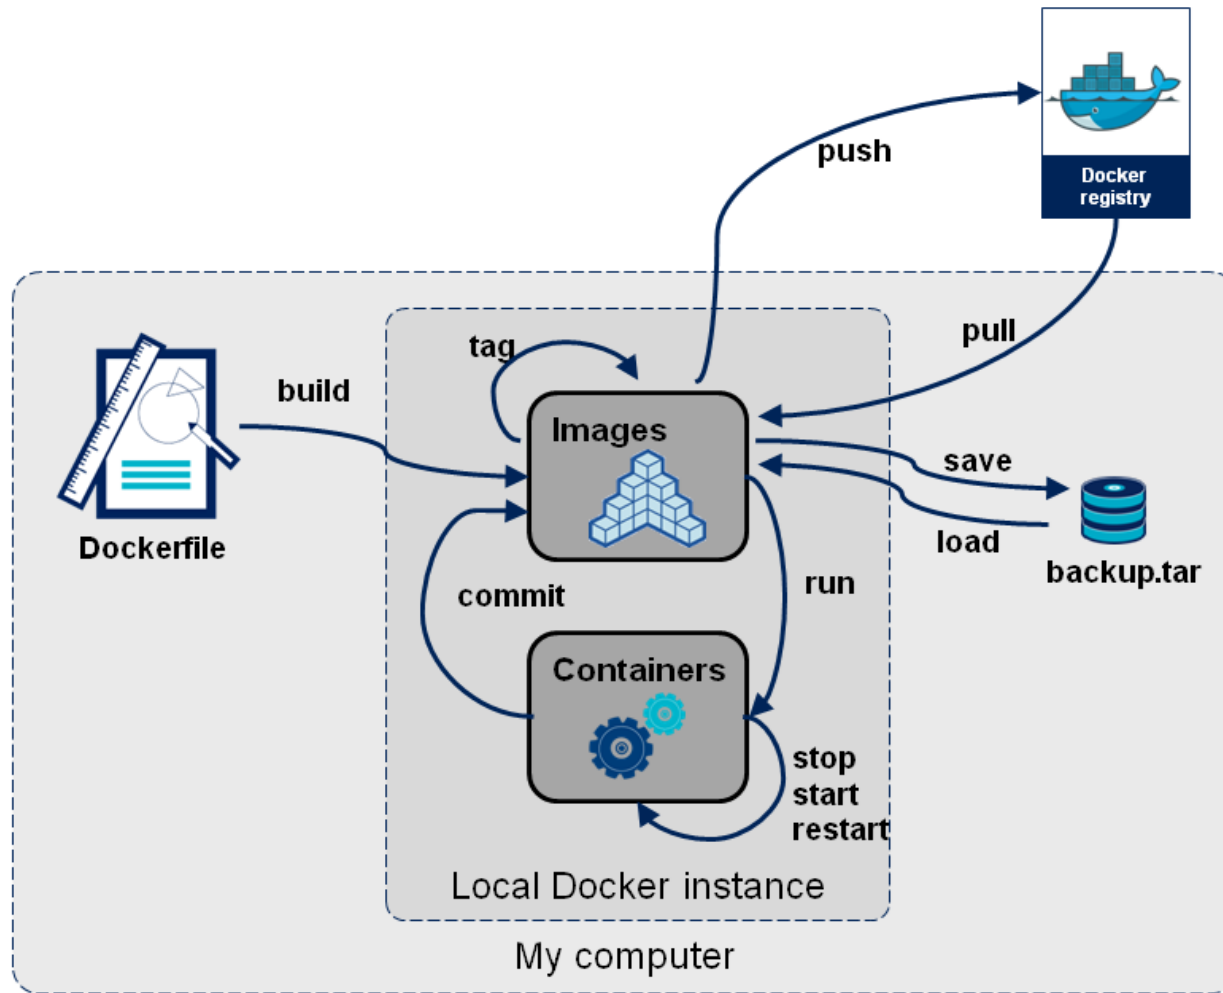 push
Docker
registry
tag
pull
build
Images
save
Dockerfile
load
backup.tar
commit
run
Containers
stop
start
restart
Local Docker instance
My computer